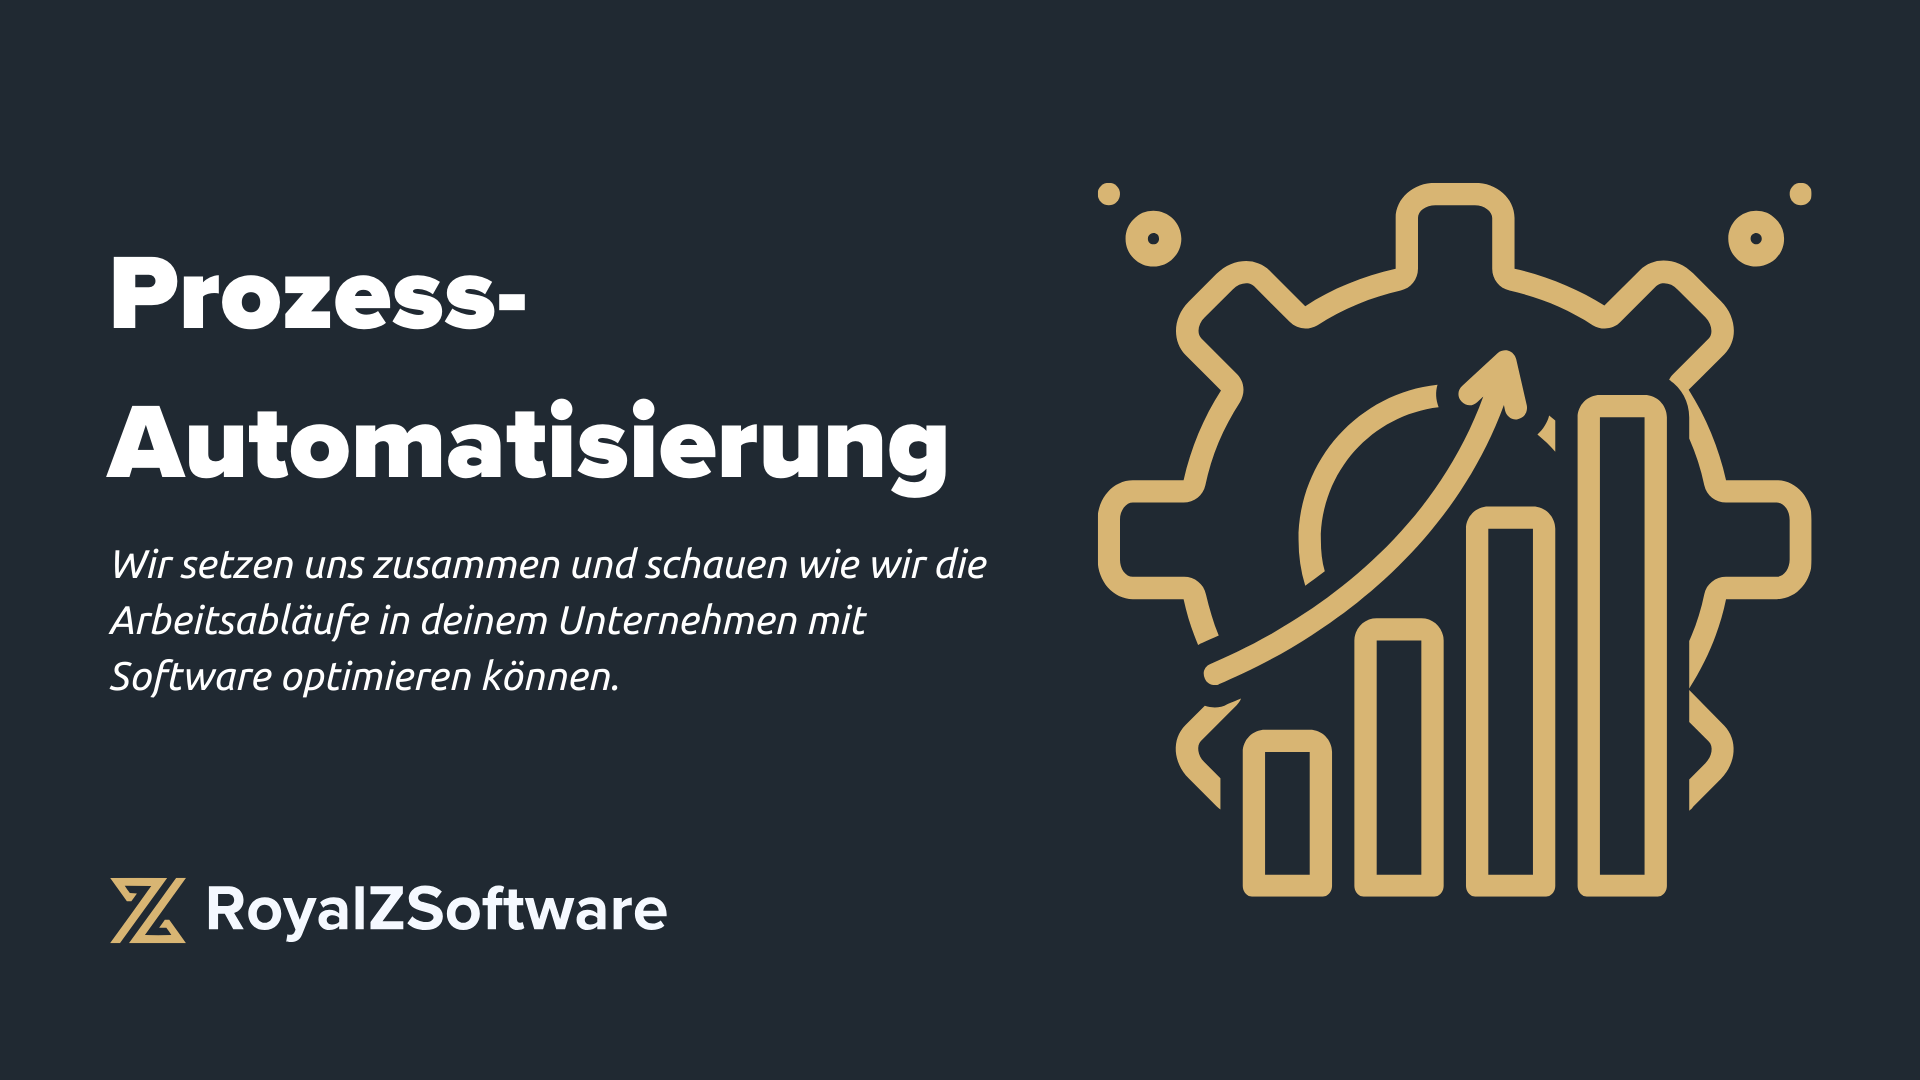 Prozess-
Automatisierung
Wir setzen uns zusammen und schauen wie wir die
Arbeitsabläufe in deinem Unternehmen mit
Software optimieren können.
RoyalZSoftware